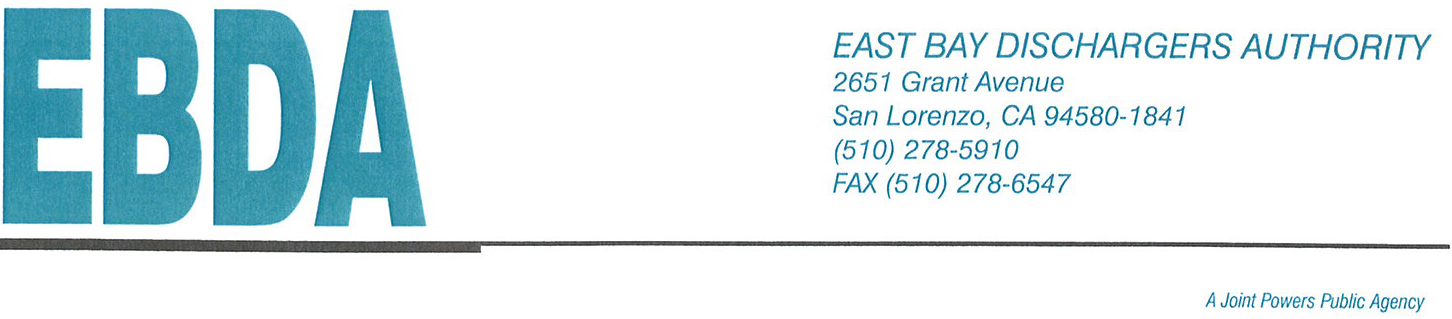 EBDA
EAST BAY DISCHARGERS AUTHORITY
2651 Grant Avenue
San Lorenzo, CA 94580-1841
(510) 278-5910
FAX (510) 278-6547
A Joint Powers Public Agency